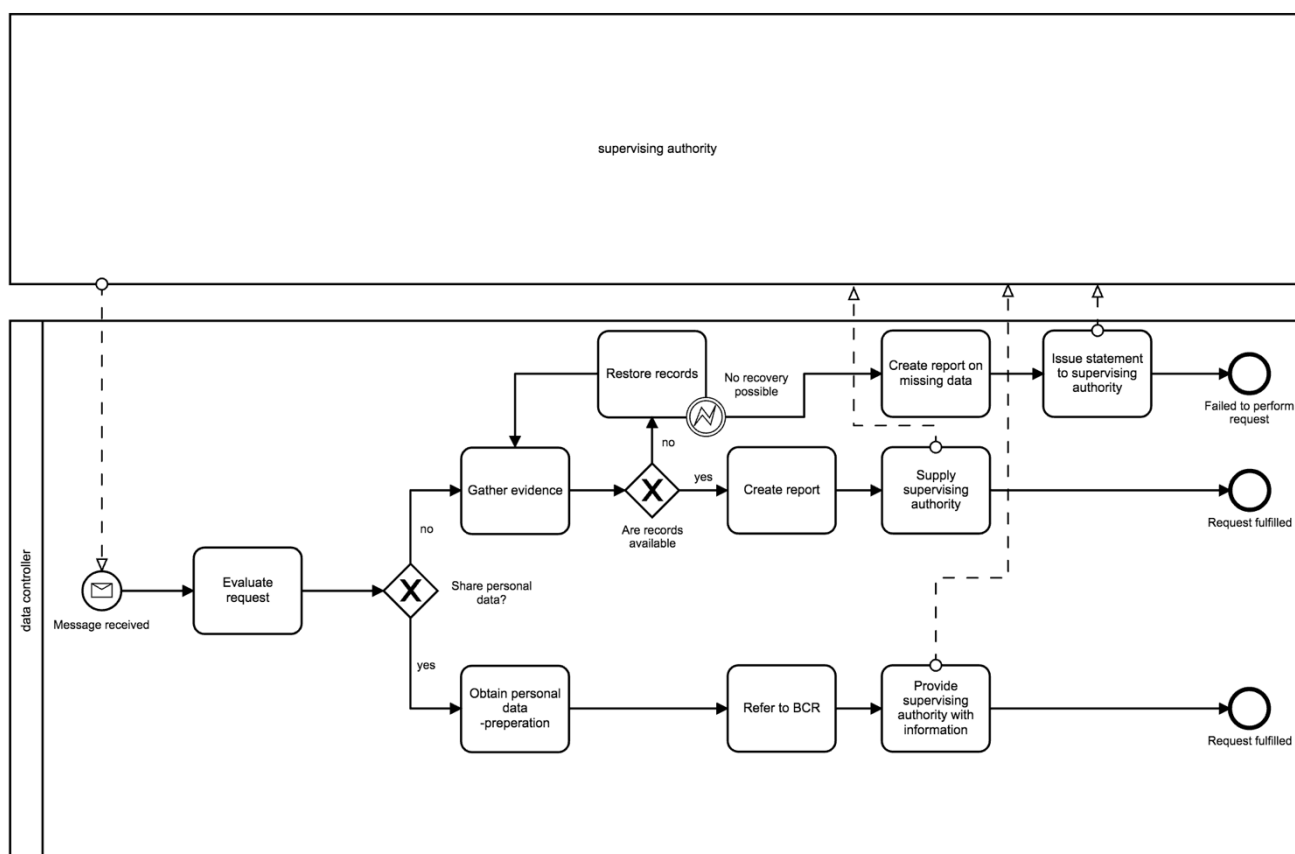 supervising authority
data controller
Restore records
No recovery
possible
Create report on
missing data
Issue statement
to supervising
authority
Failed to perform
request
no
Gather evidence
Are records
available
yes
Create report
Supply
supervising
authority
Request fulfilled
no
Message received
Evaluate
request
Share personal
data?
yes
Obtain personal
data
-preperation
Refer to BCR
Provide
supervising
authority with
information
Request fulfilled